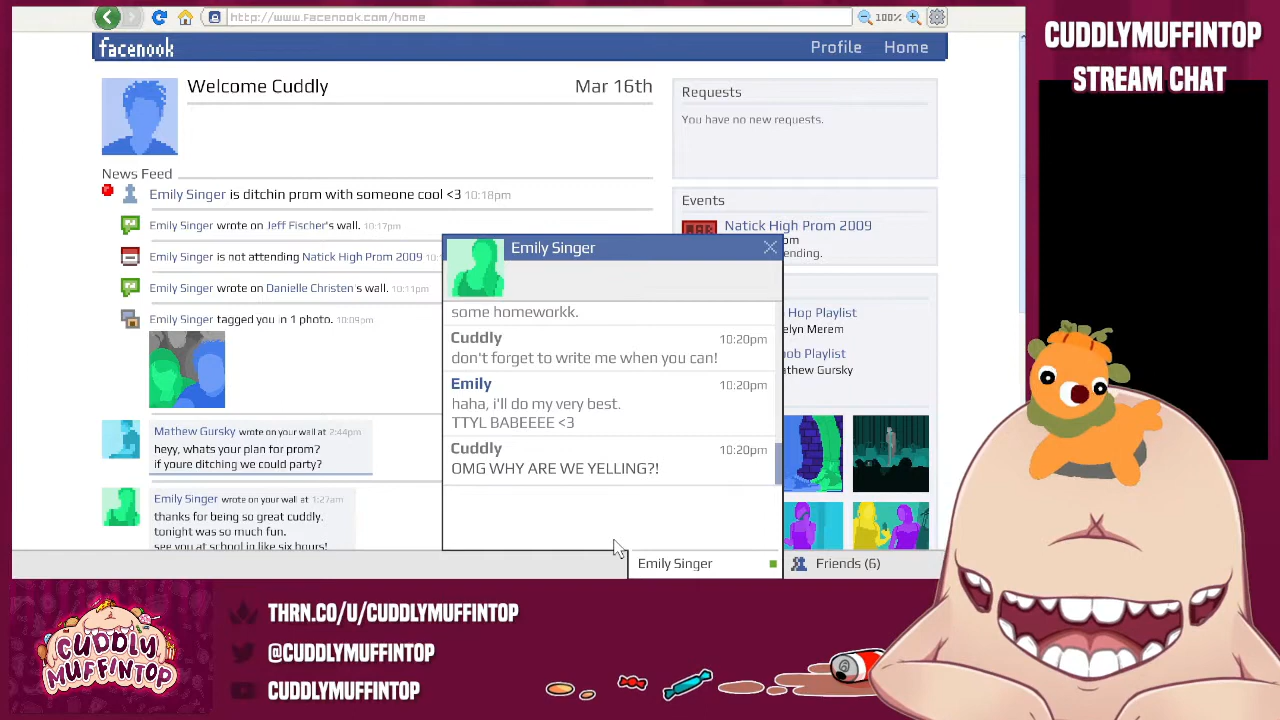 http://www.Facenook.com/home
100%
facenook
Profile
Home
Welcome Cuddly
Mar 16th
News Feed
Emily Singer is ditchin prom with someone cool <3 10:18pm
Emily Singer wrote on Jeff Fischer's wall. 10:17pm
Emily Singer is not attending Natick High Prom 2009
Emily Singer wrote on Danielle Christen's wall. 10:11pm
Emily Singer tagged you in 1 photo. 10:09pm
Mathew Gursky wrote on your wall at 2:44pm
heyy, whats your plan for prom?
if youre ditching we could party?
Emily Singer wrote on your wall at 1:27am
thanks for being so great cuddly.
tonight was so much fun.
see you at school in like six hours!
Requests
You have no new requests.
Events
Natick High Prom 2009
Hop Playlist
Mathew Gursky
Emily Singer
some homeworkk.
Cuddly 10:20pm
don't forget to write me when you can!
Emily 10:20pm
haha, i'll do my very best.
TTYL BABEEEE <3
Cuddly 10:20pm
OMG WHY ARE WE YELLING?!
Emily Singer
Friends (6)
CUDDLYMUFFINTOP
STREAM CHAT
CUDDLY
MUFFINTOP
THRN.CO/U/CUDDLYMUFFINTOP
@CUDDLYMUFFINTOP
CUDDLYMUFFINTOP